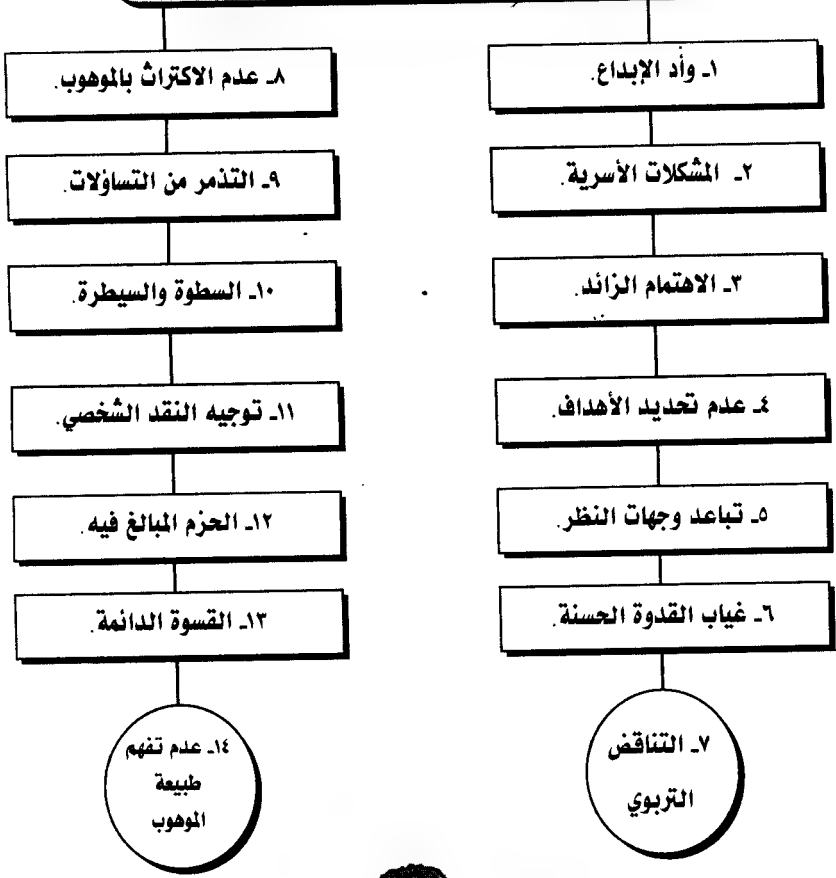 ١ـ وأد الإبداع.
٢ـ المشكلات الأسرية.
٣ـ الاهتمام الزائد.
٤ـ عدم تحديد الأهداف.
٥ـ تباعد وجهات النظر.
٦ـ غياب القدوة الحسنة.
٧ـ التناقض
التربوي
٨ـ عدم الاكتراث بالموهوب.
٩ـ التذمر من التساؤلات.
١٠ـ السطوة والسيطرة.
١١ـ توجيه النقد الشخصي.
١٢ـ الحزم المبالغ فيه.
١٣ـ القسوة الدائمة.
١٤ـ عدم تفهم
طبيعة
الموهوب